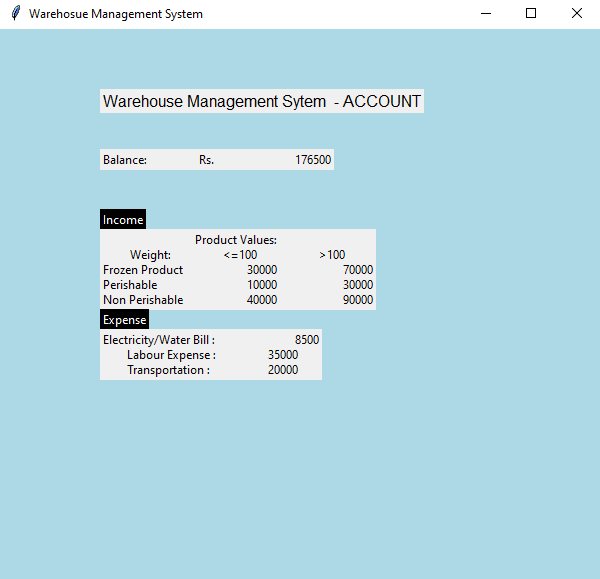 Warehosue Management System
Warehouse Management Sytem - ACCOUNT
Balance: Rs. 176500
Income
Product Values:
Weight: <=100 >100
Frozen Product 30000 70000
Perishable 10000 30000
Non Perishable 40000 90000
Expense
Electricity/Water Bill : 8500
Labour Expense : 35000
Transportation : 20000